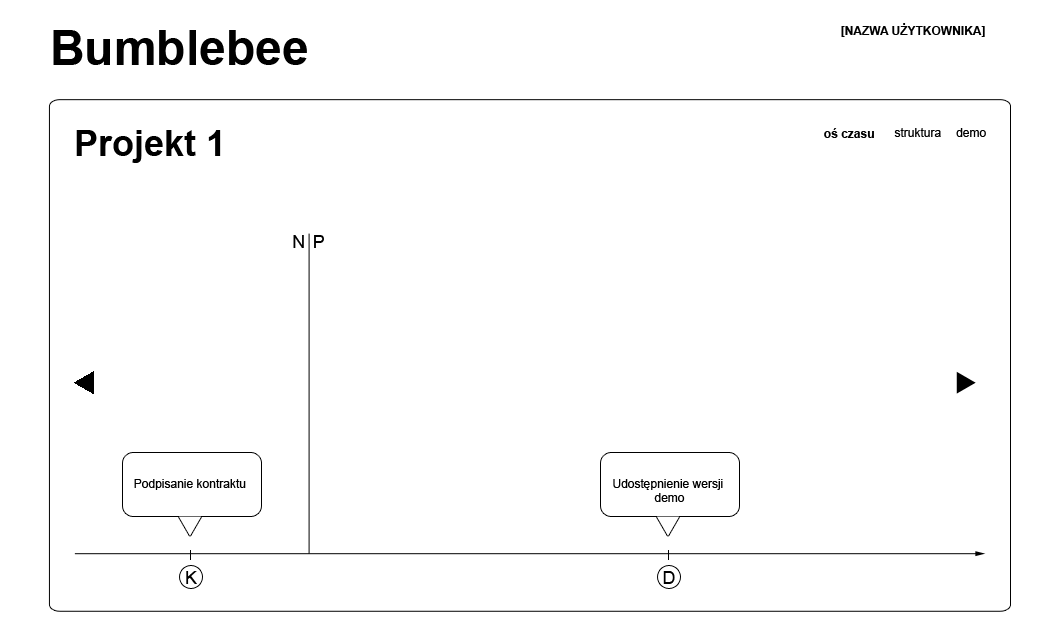 Bumblebee
[NAZWA UŻYTKOWNIKA]
Projekt 1
oś czasu struktura demo
N P
Podpisanie kontraktu
Udostępnienie wersji
demo
K
D